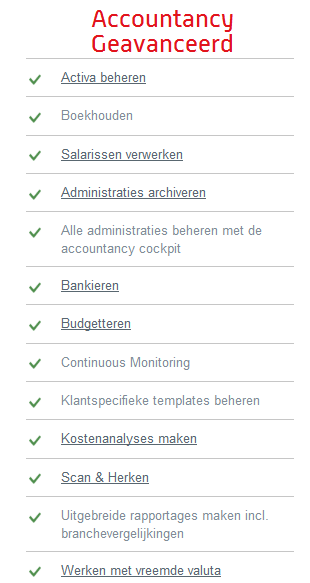 Accountancy
Geavanceerd
Activa beheren
Boekhouden
Salarissen verwerken
Administraties archiveren
Alle administraties beheren met de
accountancy cockpit
Bankieren
Budgetteren
Continuous Monitoring
Klantspecifieke templates beheren
Kostenanalyses maken
Scan & Herken
Uitgebreide rapportages maken incl.
branchevergelijkingen
Werken met vreemde valuta